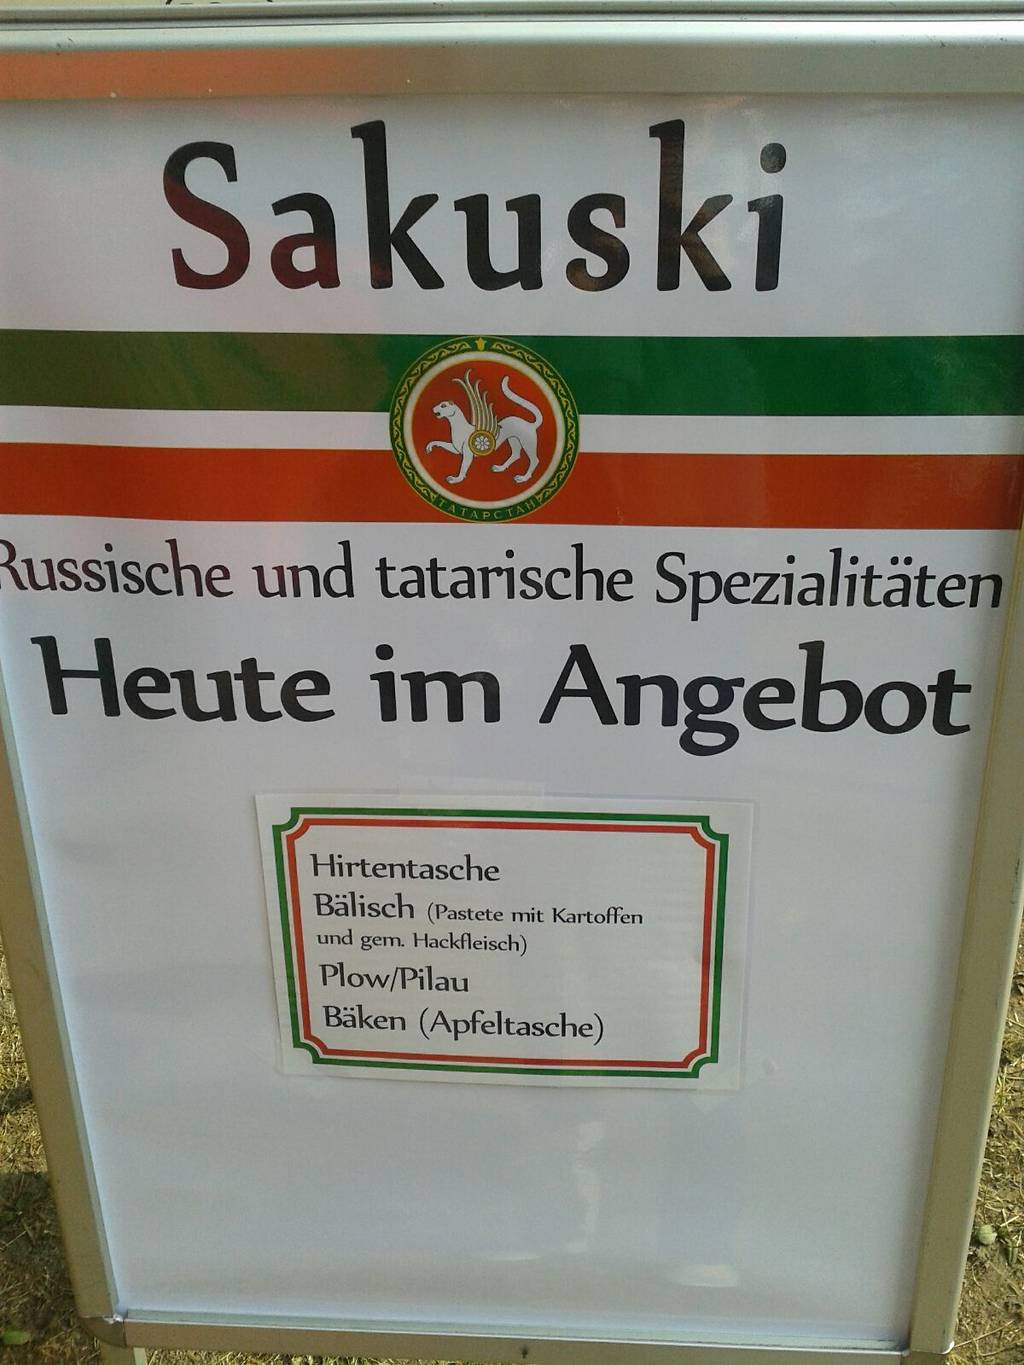 Sakuski
ТАТАРСТАН
Russische und tatarische Spezialitäten
Heute im Angebot
Hirtentasche
Bälisch (Pastete mit Kartoffen
und gem. Hackfleisch)
Plow/Pilau
Bäken (Apfeltasche)